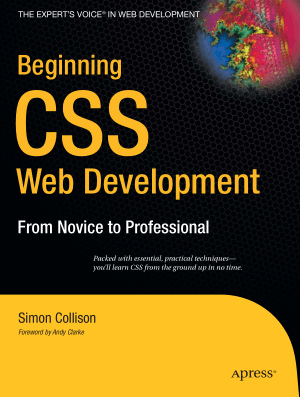 THE EXPERT'S VOICE® IN WEB DEVELOPMENT
Beginning
CSS
Web Development
From Novice to Professional
Packed with essential, practical techniques—
you'll learn CSS from the ground up in no time.
Simon Collison
Foreword by Andy Clarke
Apress®